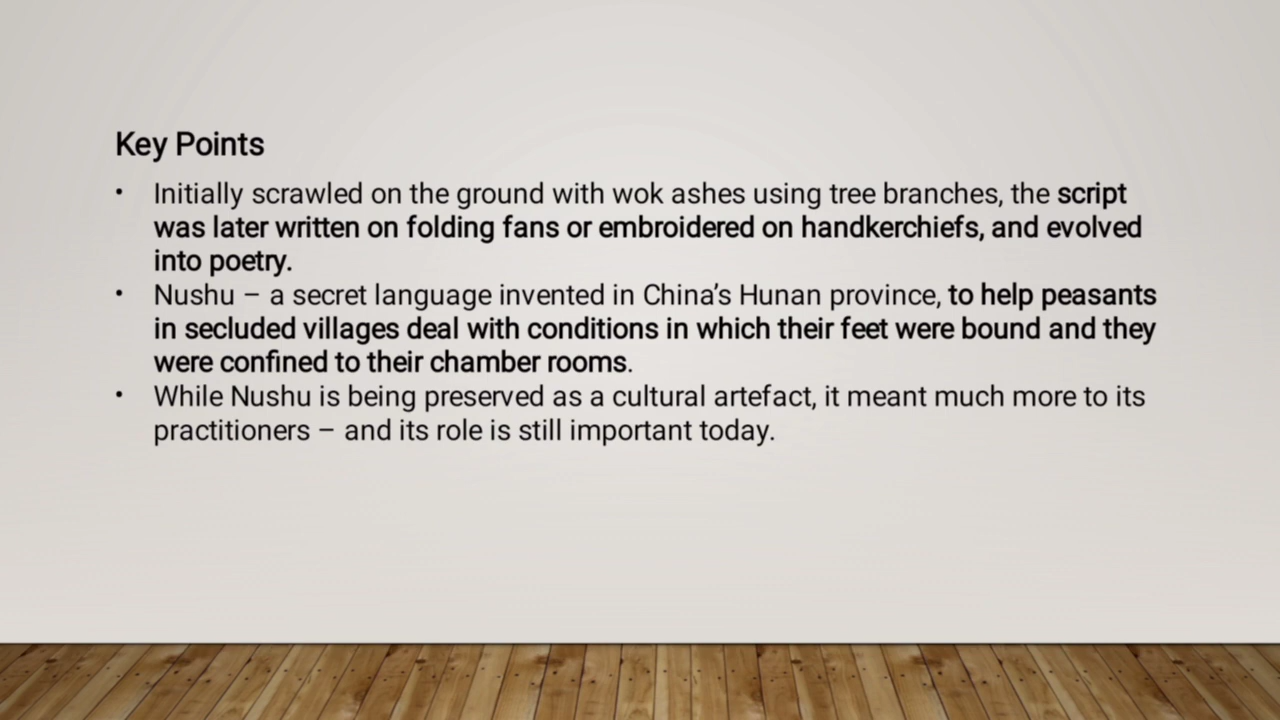 Key Points
• Initially scrawled on the ground with wok ashes using tree branches, the script
was later written on folding fans or embroidered on handkerchiefs, and evolved
into poetry.
• Nushu – a secret language invented in China’s Hunan province, to help peasants
in secluded villages deal with conditions in which their feet were bound and they
were confined to their chamber rooms.
• While Nushu is being preserved as a cultural artefact, it meant much more to its
practitioners – and its role is still important today.